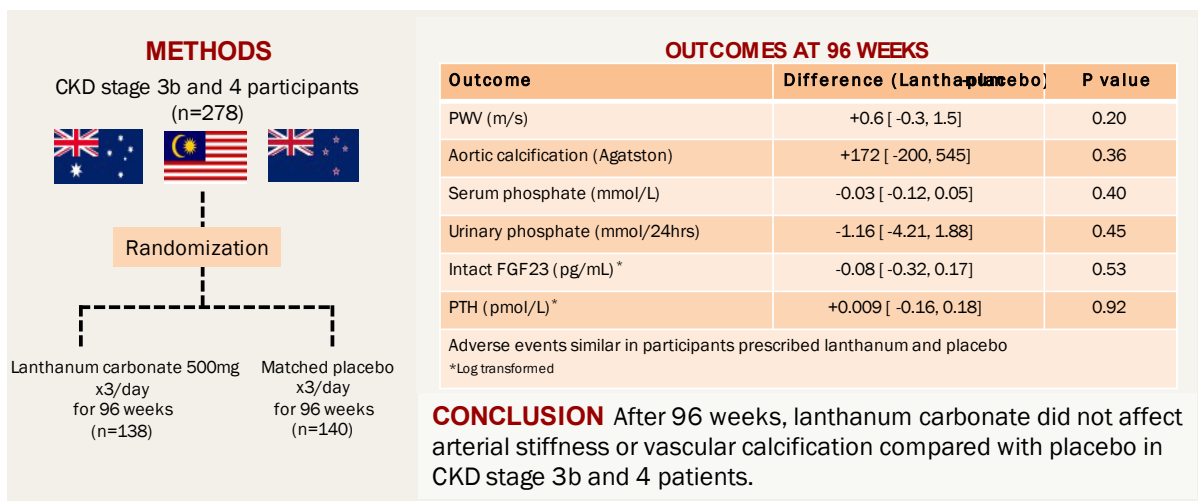 METHODS
CKD stage 3b and 4 participants
(n=278)
Randomization
Lanthanum carbonate 500mg
x3/day
for 96 weeks
(n=138)
Matched placebo
x3/day
for 96 weeks
(n=140)
OUTCOMES AT 96 WEEKS
Outcome Difference (Lanthanum-placebo) P value
PWV (m/s) +0.6 [ -0.3, 1.5] 0.20
Aortic calcification (Agatston) +172 [ -200, 545] 0.36
Serum phosphate (mmol/L) -0.03 [ -0.12, 0.05] 0.40
Urinary phosphate (mmol/24hrs) -1.16 [ -4.21, 1.88] 0.45
Intact FGF23 (pg/mL)* -0.08 [ -0.32, 0.17] 0.53
PTH (pmol/L)* +0.009 [ -0.16, 0.18] 0.92
Adverse events similar in participants prescribed lanthanum and placebo
*Log transformed
CONCLUSION After 96 weeks, lanthanum carbonate did not affect
arterial stiffness or vascular calcification compared with placebo in
CKD stage 3b and 4 patients.